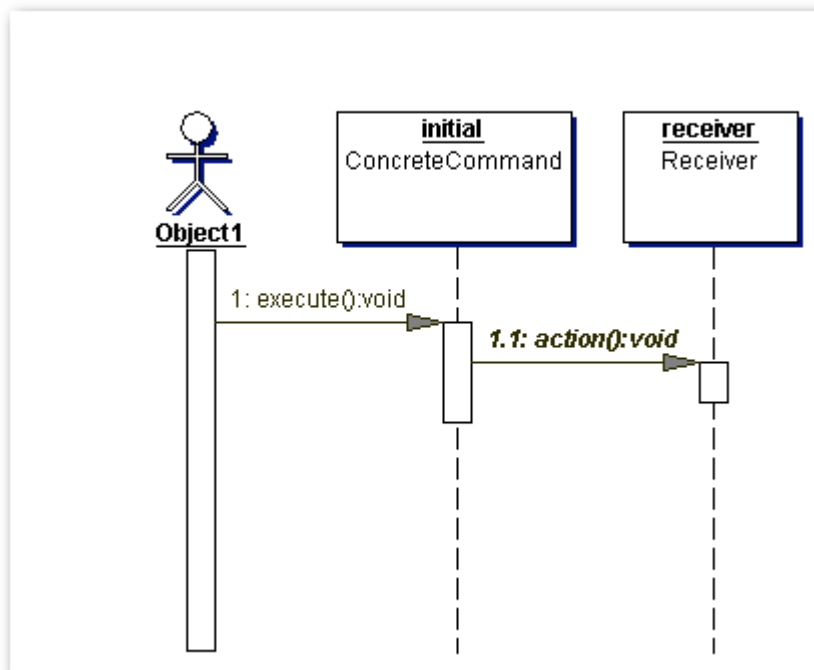 initial
ConcreteCommand
receiver
Receiver
Object1
1: execute():void
1.1: action():void